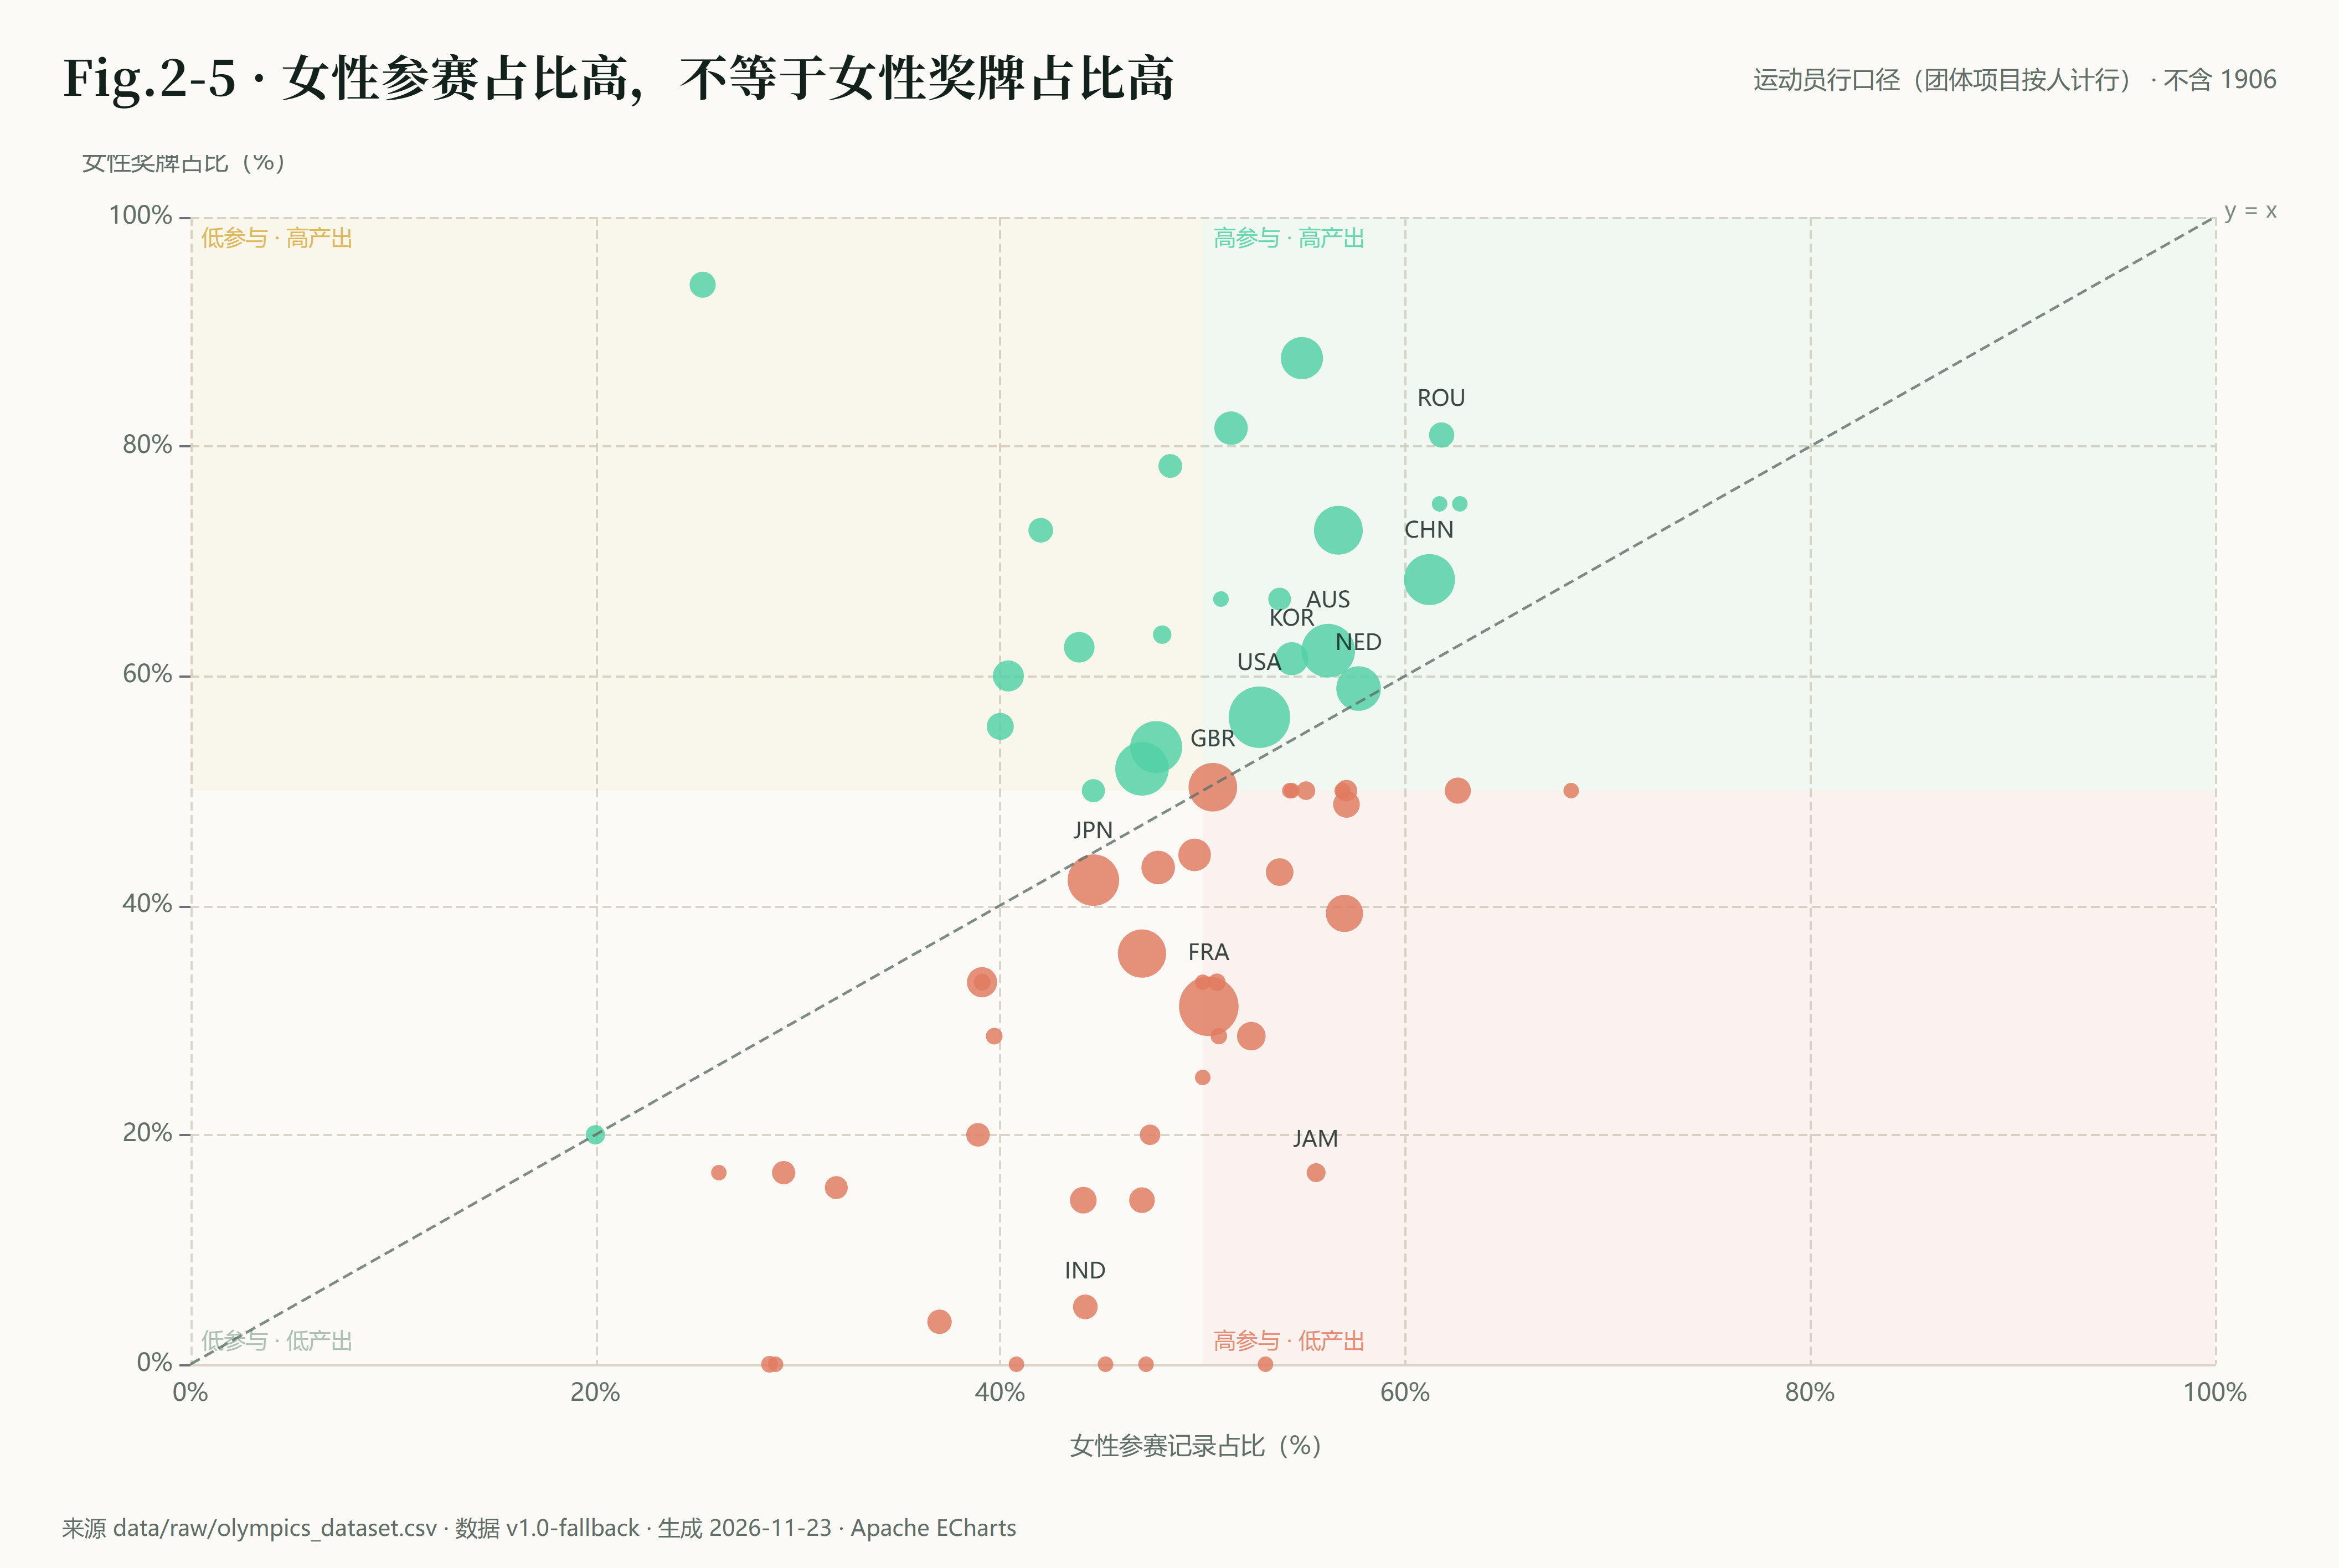 Fig.2-5 · 女性参赛占比高，不等于女性奖牌占比高
运动员行口径（团体项目按人计行） · 不含 1906
女性奖牌占比（%）
100%
y = x
低参与 · 高产出
高参与 · 高产出
ROU
80%
CHN
AUS
KOR
NED
USA
60%
GBR
JPN
40%
FRA
20%
JAM
IND
低参与 · 低产出
高参与 · 低产出
0%
0%
20%
40%
60%
80%
100%
女性参赛记录占比（%）
来源 data/raw/olympics_dataset.csv · 数据 v1.0-fallback · 生成 2026-11-23 · Apache ECharts